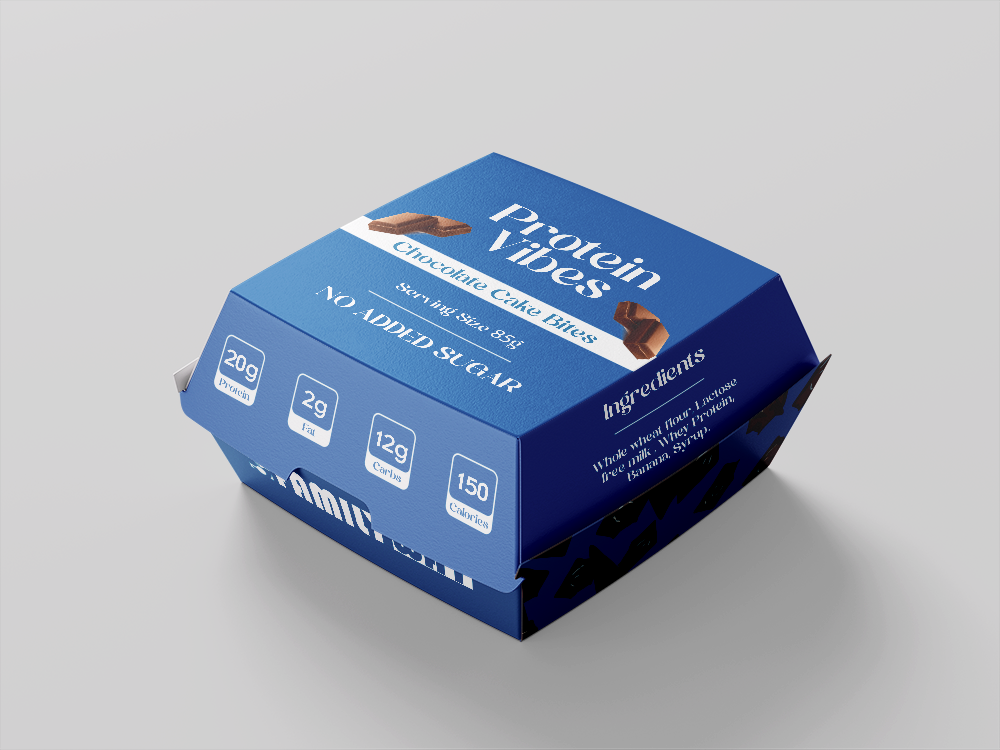 Protein
Vibes
Chocolate Cake Bites
Serving Size 85g
NO ADDED SUGAR
20g
Protein
2g
Fat
12g
Carbs
150
Calories
Ingredients
Whole wheat flour, Lactose
free milk, Whey Protein,
Banana, Syrup.